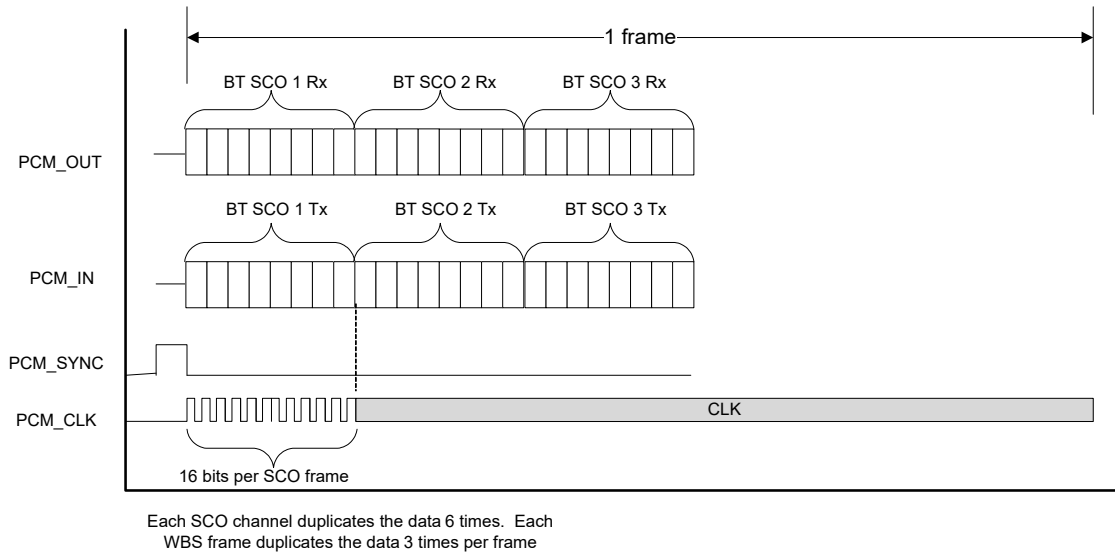 1 frame
BT SCO 1 Rx
BT SCO 2 Rx
BT SCO 3 Rx
PCM_OUT
BT SCO 1 Tx
BT SCO 2 Tx
BT SCO 3 Tx
PCM_IN
PCM_SYNC
PCM_CLK
CLK
16 bits per SCO frame
Each SCO channel duplicates the data 6 times. Each
WBS frame duplicates the data 3 times per frame